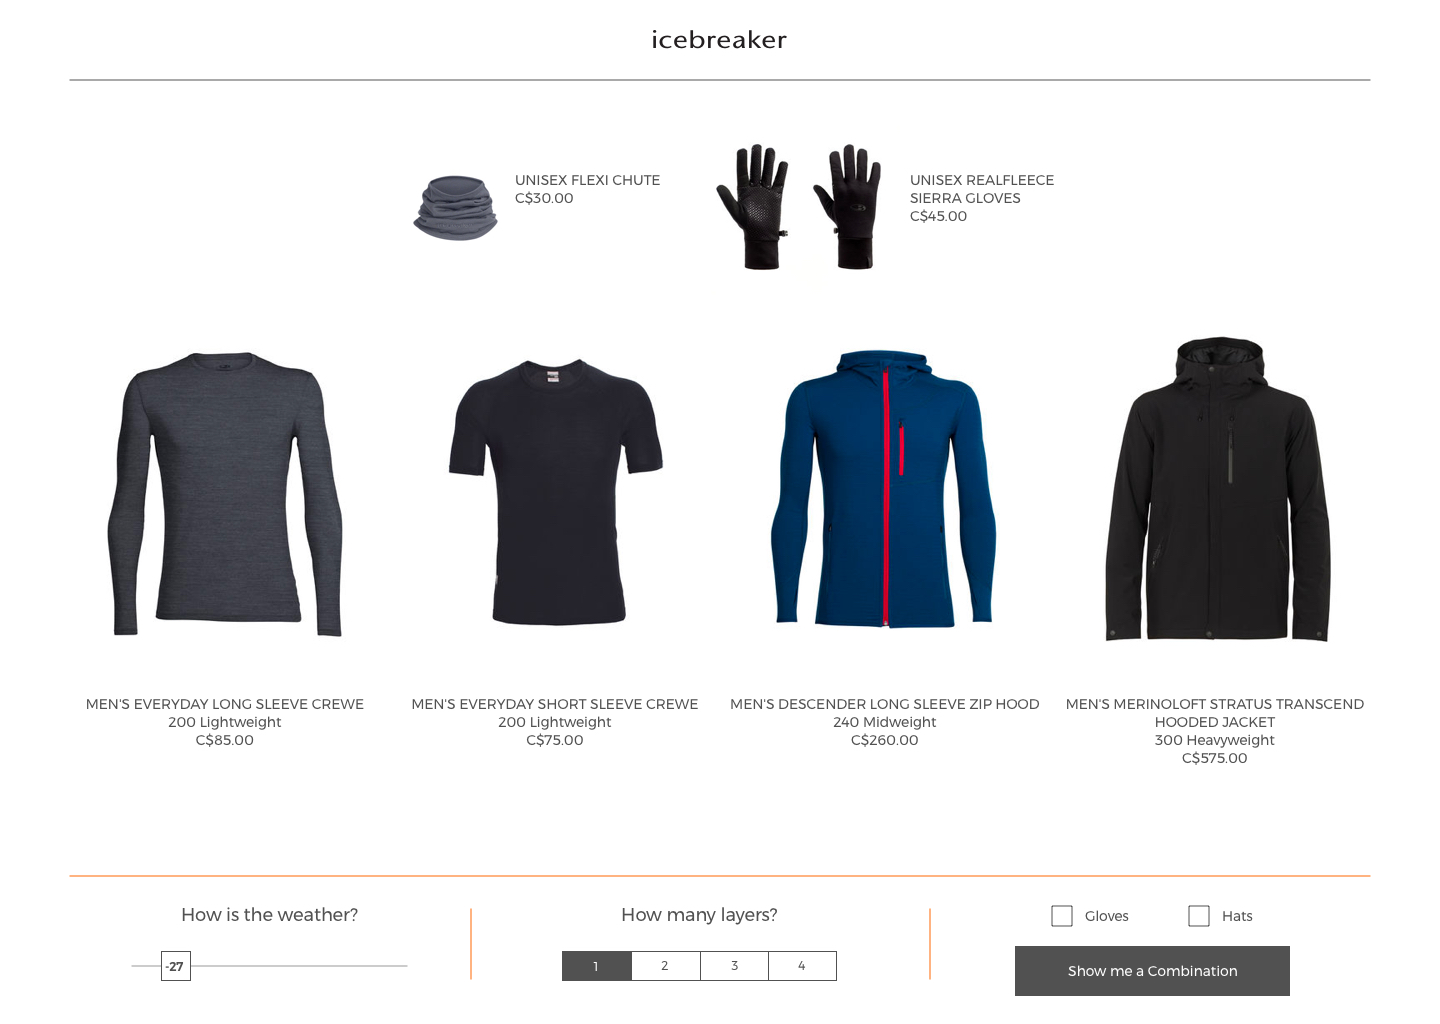 icebreaker
UNISEX FLEXI CHUTE
C$30.00
UNISEX REALFLEECE
SIERRA GLOVES
C$45.00
MEN'S EVERYDAY LONG SLEEVE CREWE
200 Lightweight
C$85.00
MEN'S EVERYDAY SHORT SLEEVE CREWE
200 Lightweight
C$75.00
MEN'S DESCENDER LONG SLEEVE ZIP HOOD
240 Midweight
C$260.00
MEN'S MERINOLOFT STRATUS TRANSCEND
HOODED JACKET
300 Heavyweight
C$575.00
How is the weather?
-27
How many layers?
1 2 3 4
Gloves
Hats
Show me a Combination